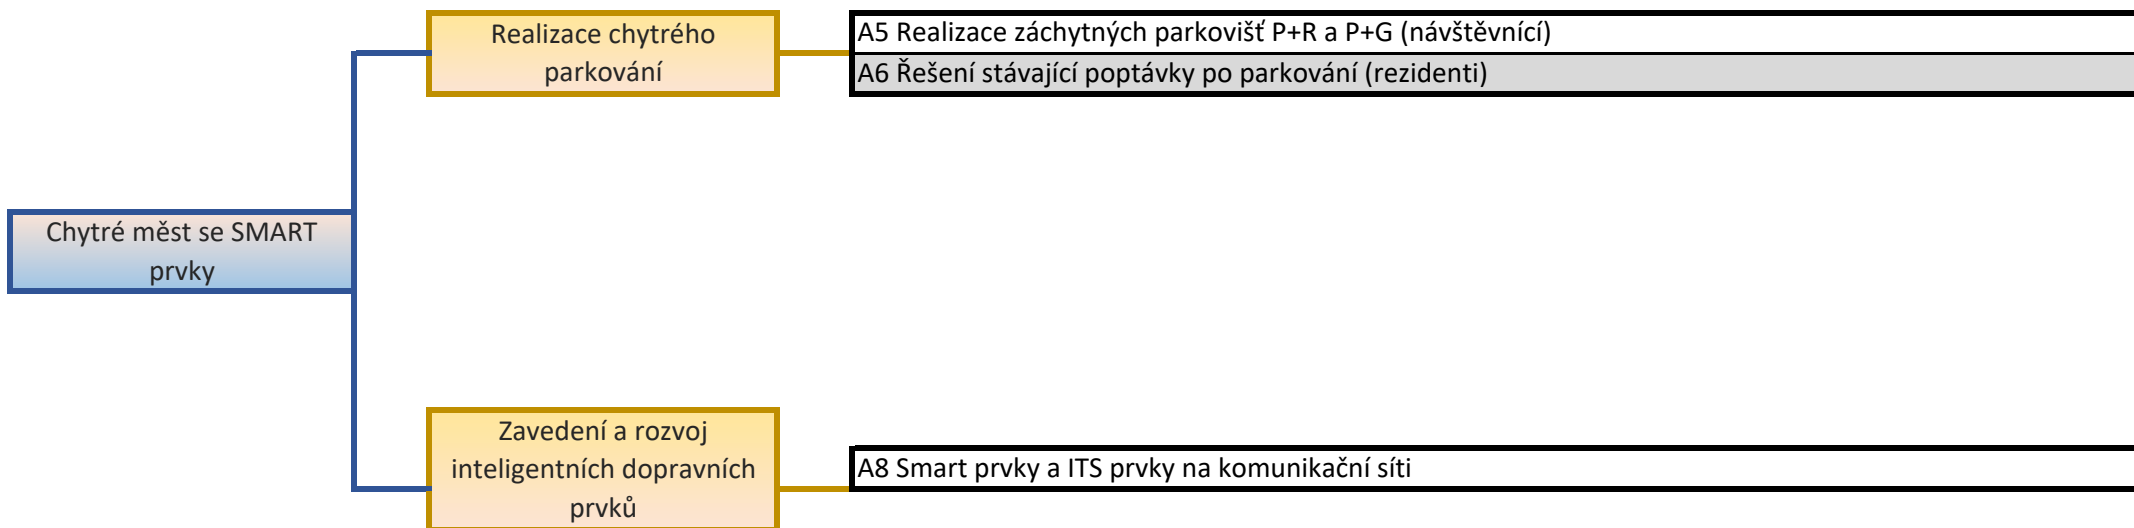 Realizace chytrého
parkování
A5 Realizace záchytných parkovišť P+R a P+G (návštěvnící)
A6 Řešení stávající poptávky po parkování (rezidenti)
Chytré měst se SMART
prvky
Zavedení a rozvoj
inteligentních dopravních
prvků
A8 Smart prvky a ITS prvky na komunikační síti